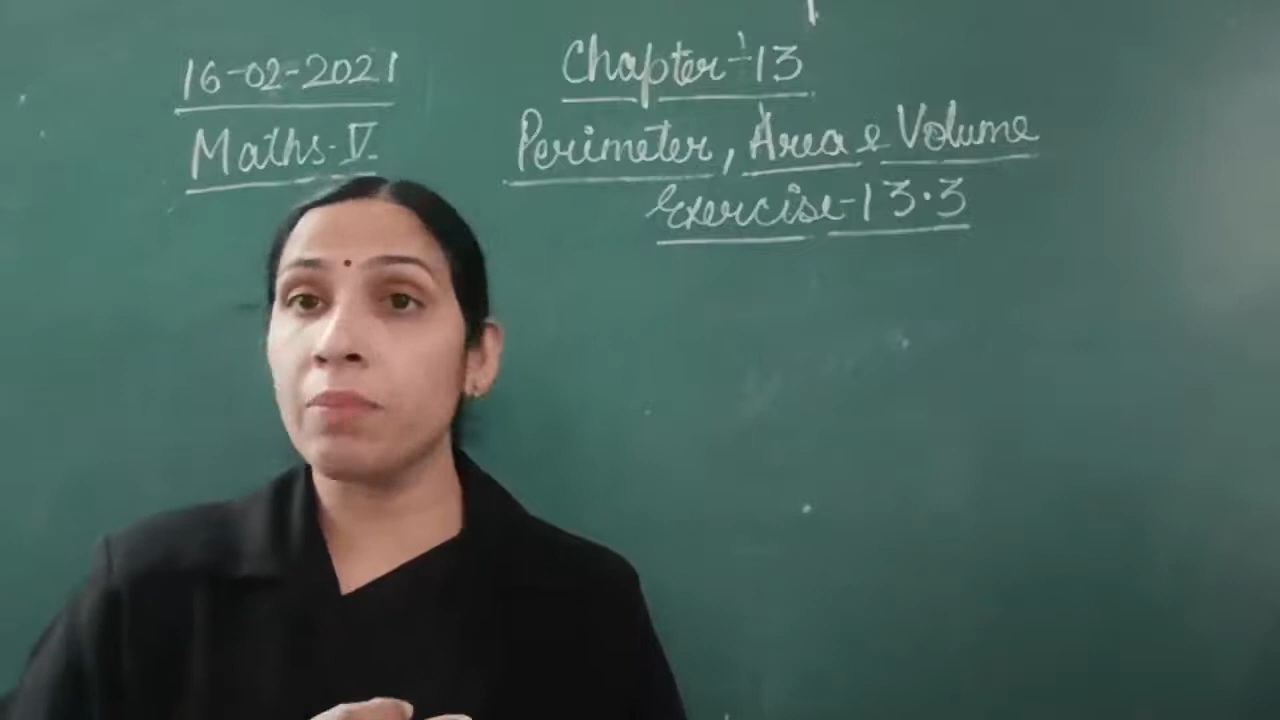 16-02-2021
Maths-V
Chapter-13
Perimeter, Area & Volume
Exercise-13.3